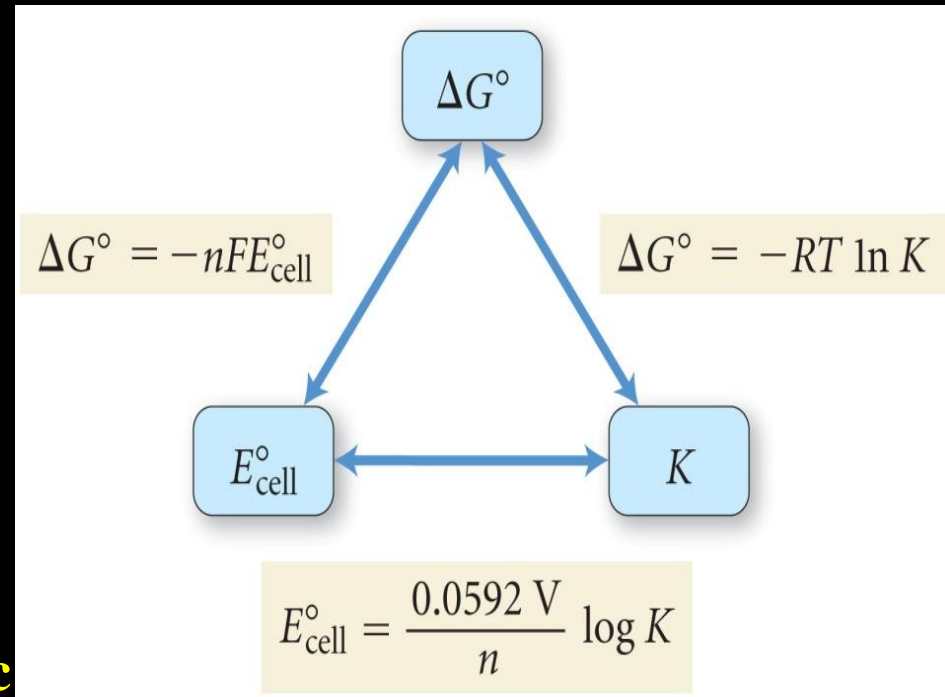 ΔG°
ΔG° = −nFE°cell
ΔG° = −RT ln K
E°cell
K
E°cell = 0.0592 V / n log K
c